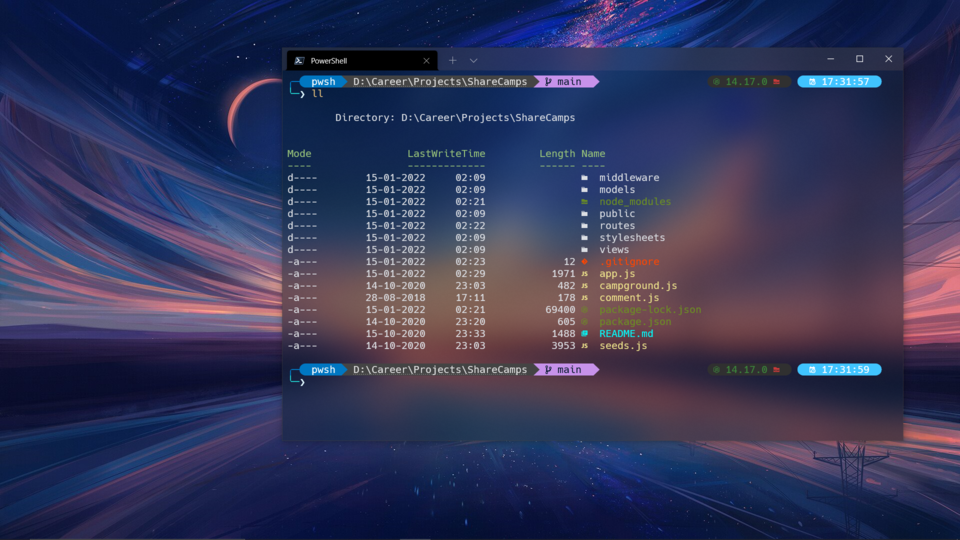 PowerShell
pwsh D:\Career\Projects\ShareCamps main 14.17.0 17:31:57
❯ ll
Directory: D:\Career\Projects\ShareCamps
Mode LastWriteTime Length Name
---- ------------- ------ ----
d---- 15-01-2022 02:09 middleware
d---- 15-01-2022 02:09 models
d---- 15-01-2022 02:21 node_modules
d---- 15-01-2022 02:09 public
d---- 15-01-2022 02:22 routes
d---- 15-01-2022 02:09 stylesheets
d---- 15-01-2022 02:09 views
-a--- 15-01-2022 02:23 12 .gitignore
-a--- 15-01-2022 02:29 1971 JS app.js
-a--- 14-10-2020 23:03 482 JS campground.js
-a--- 28-08-2018 17:11 178 JS comment.js
-a--- 15-01-2022 02:21 69400 package-lock.json
-a--- 14-10-2020 23:20 605 package.json
-a--- 15-10-2020 23:33 1488 README.md
-a--- 14-10-2020 23:03 3953 JS seeds.js
pwsh D:\Career\Projects\ShareCamps main 14.17.0 17:31:59
❯